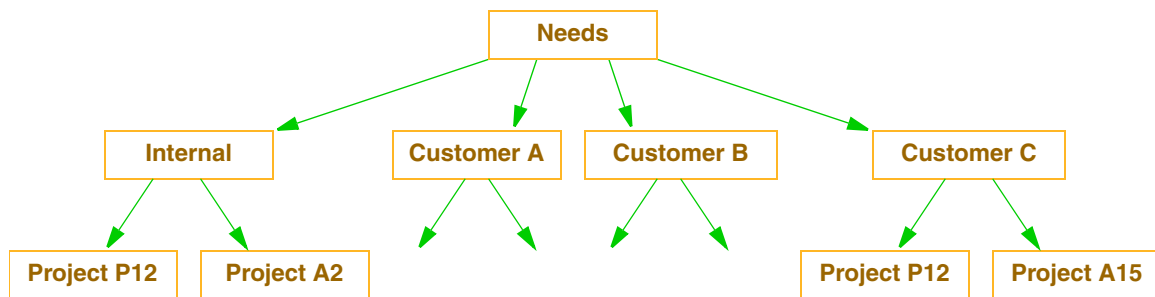 Needs
Internal
Customer A
Customer B
Customer C
Project P12
Project A2
Project P12
Project A15